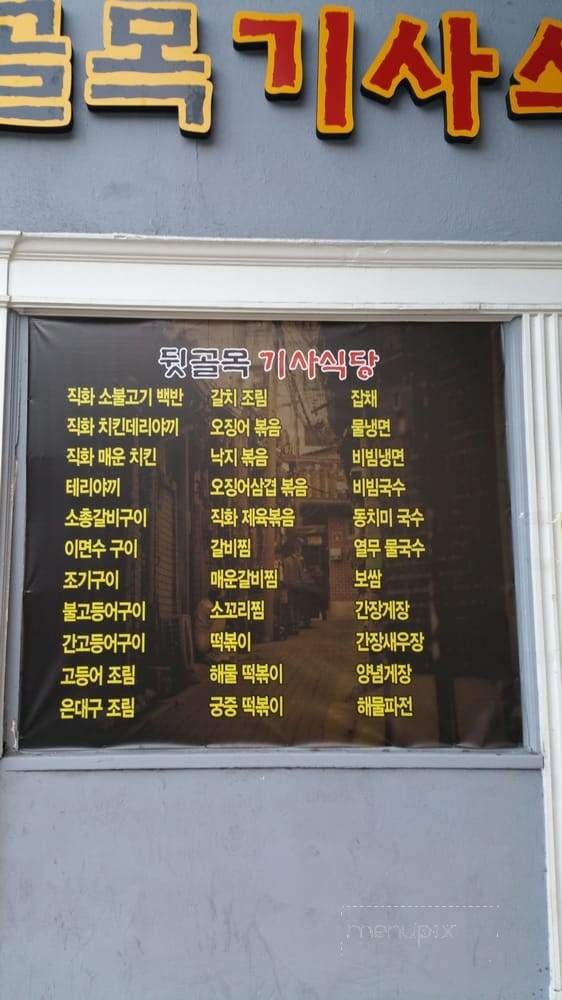 골목 기사
뒷골목 기사식당
직화 소불고기 백반
직화 치킨데리야끼
직화 매운 치킨
테리야끼
소총갈비구이
이면수 구이
조기구이
불고등어구이
간고등어구이
고등어 조림
은대구 조림
갈치 조림
오징어 볶음
낙지 볶음
오징어삼겹 볶음
직화 제육볶음
갈비찜
매운갈비찜
소꼬리찜
떡볶이
해물 떡볶이
궁중 떡볶이
잡채
물냉면
비빔냉면
비빔국수
동치미 국수
열무 물국수
보쌈
간장게장
간장새우장
양념게장
해물파전
menupix